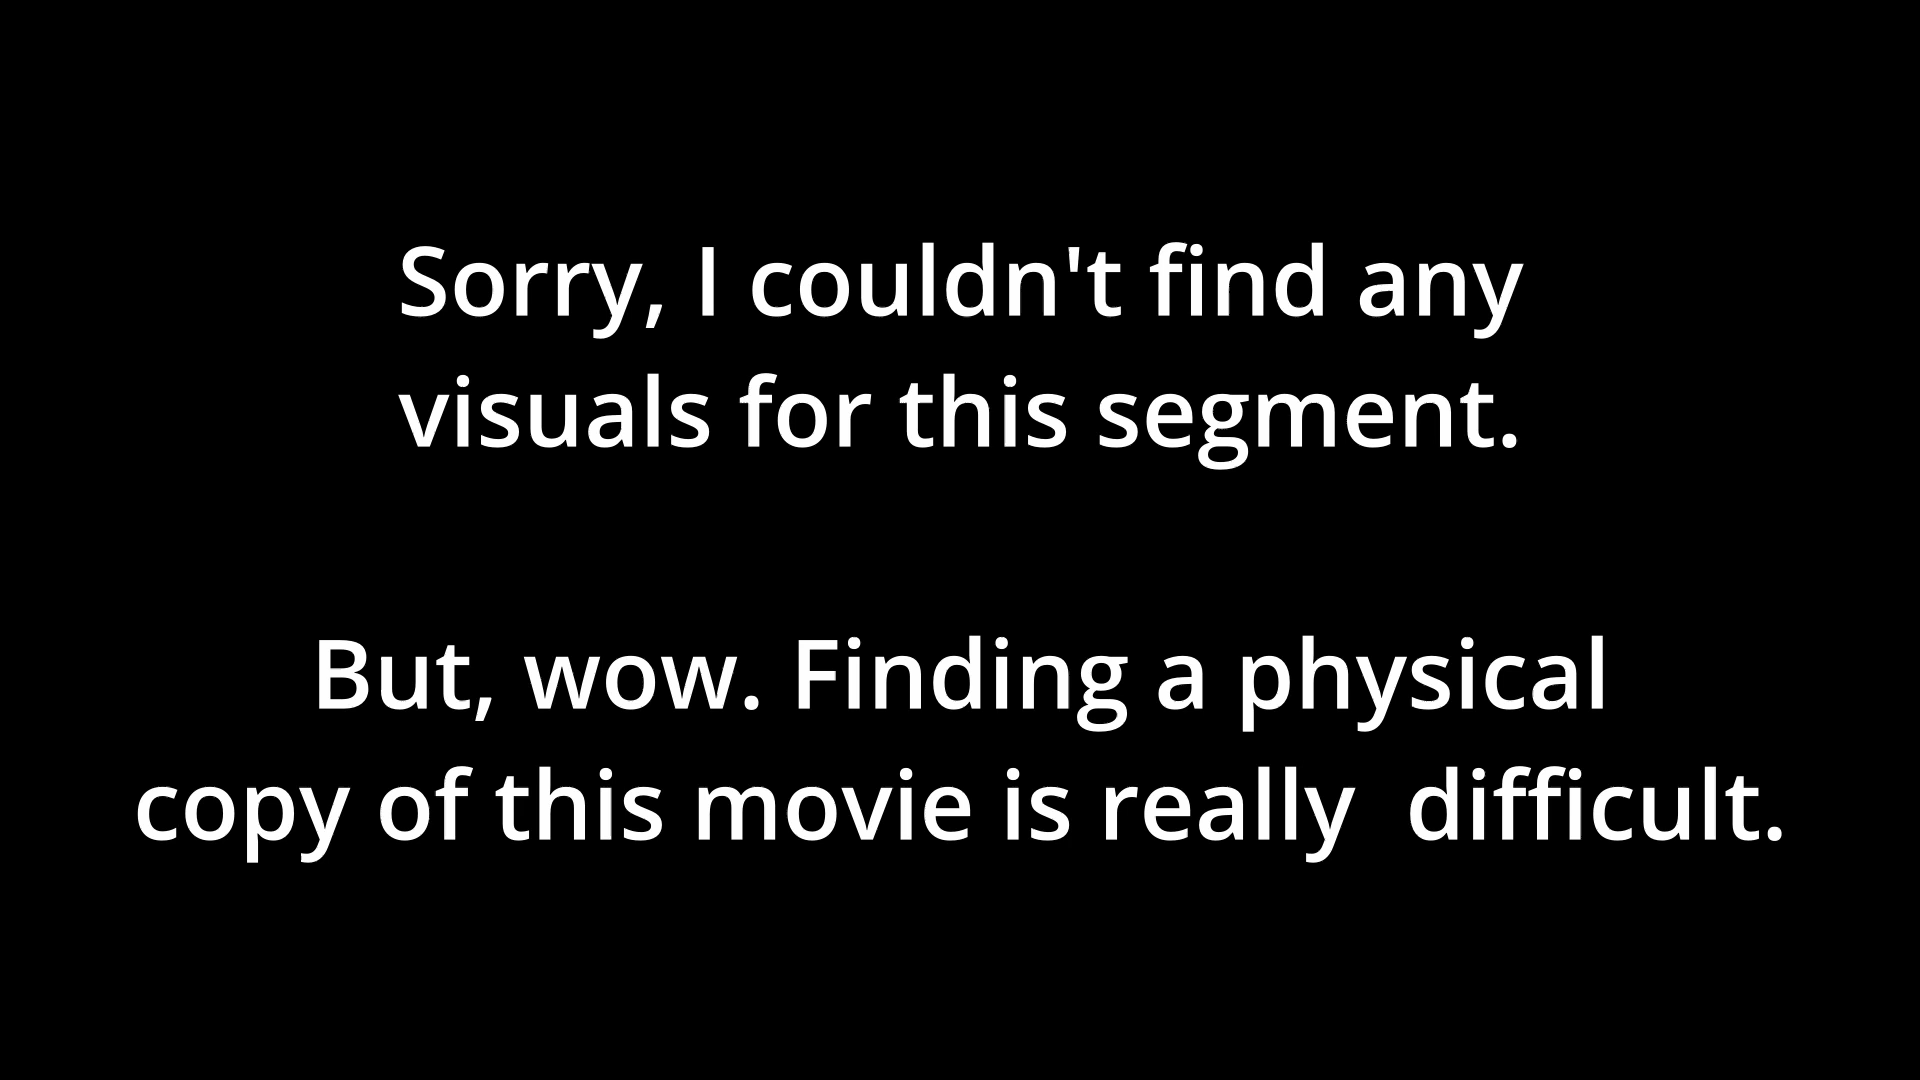 Sorry, I couldn't find any
visuals for this segment.
But, wow. Finding a physical
copy of this movie is really  difficult.